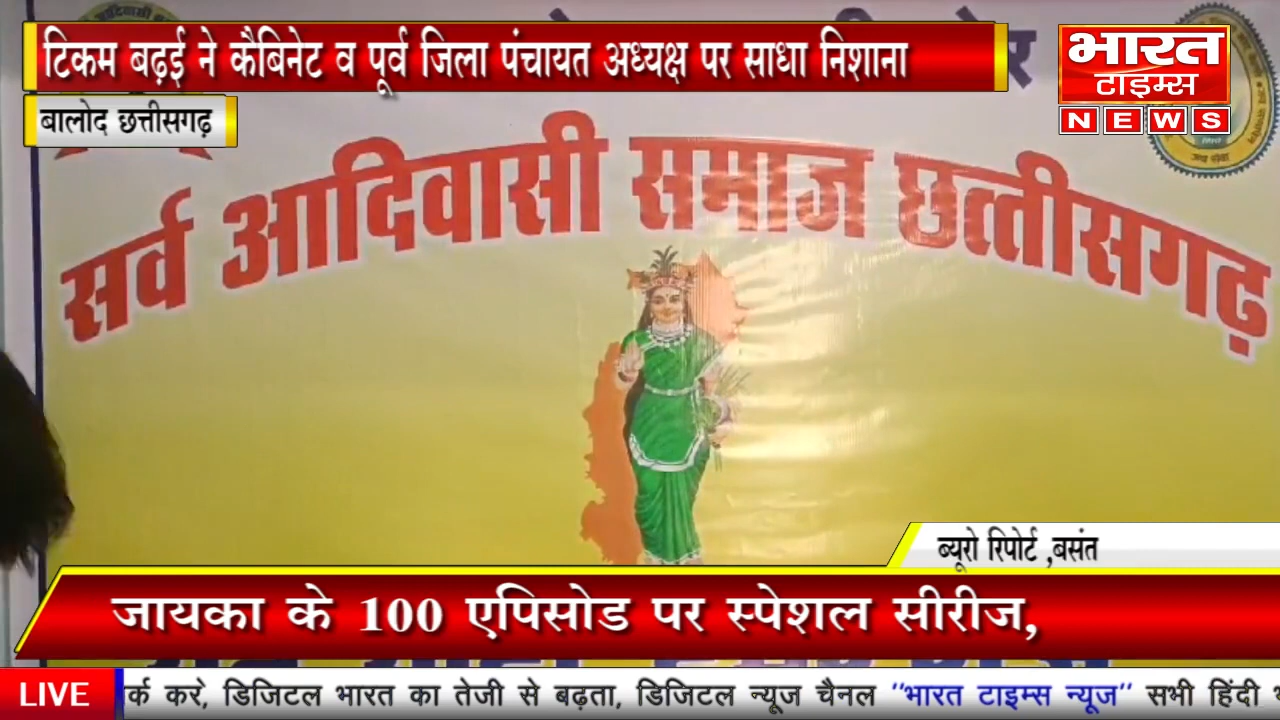 टिकम बढ़ई ने कैबिनेट व पूर्व जिला पंचायत अध्यक्ष पर साधा निशाना
भारत
टाइम्स
NEWS
बालोद छत्तीसगढ़
सर्व आदिवासी समाज छत्तीसगढ़
ब्यूरो रिपोर्ट ,बसंत
जायका के 100 एपिसोड पर स्पेशल सीरीज,
LIVE
र्क करे, डिजिटल भारत का तेजी से बढ़ता, डिजिटल न्यूज चैनल "भारत टाइम्स न्यूज" सभी हिंदी